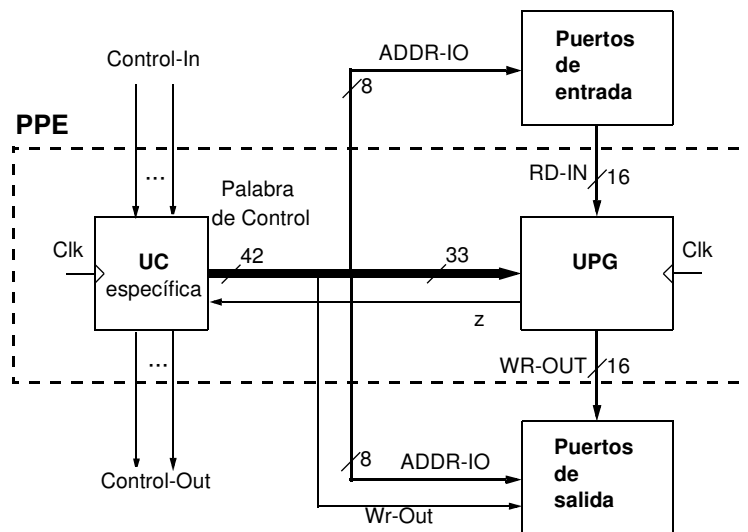 Control-In
ADDR-IO
8
Puertos
de
entrada
PPE
...
Palabra
de Control
RD-IN
16
Clk
UC
específica
42
33
UPG
Clk
z
...
WR-OUT
16
Control-Out
8
ADDR-IO
Wr-Out
Puertos
de
salida